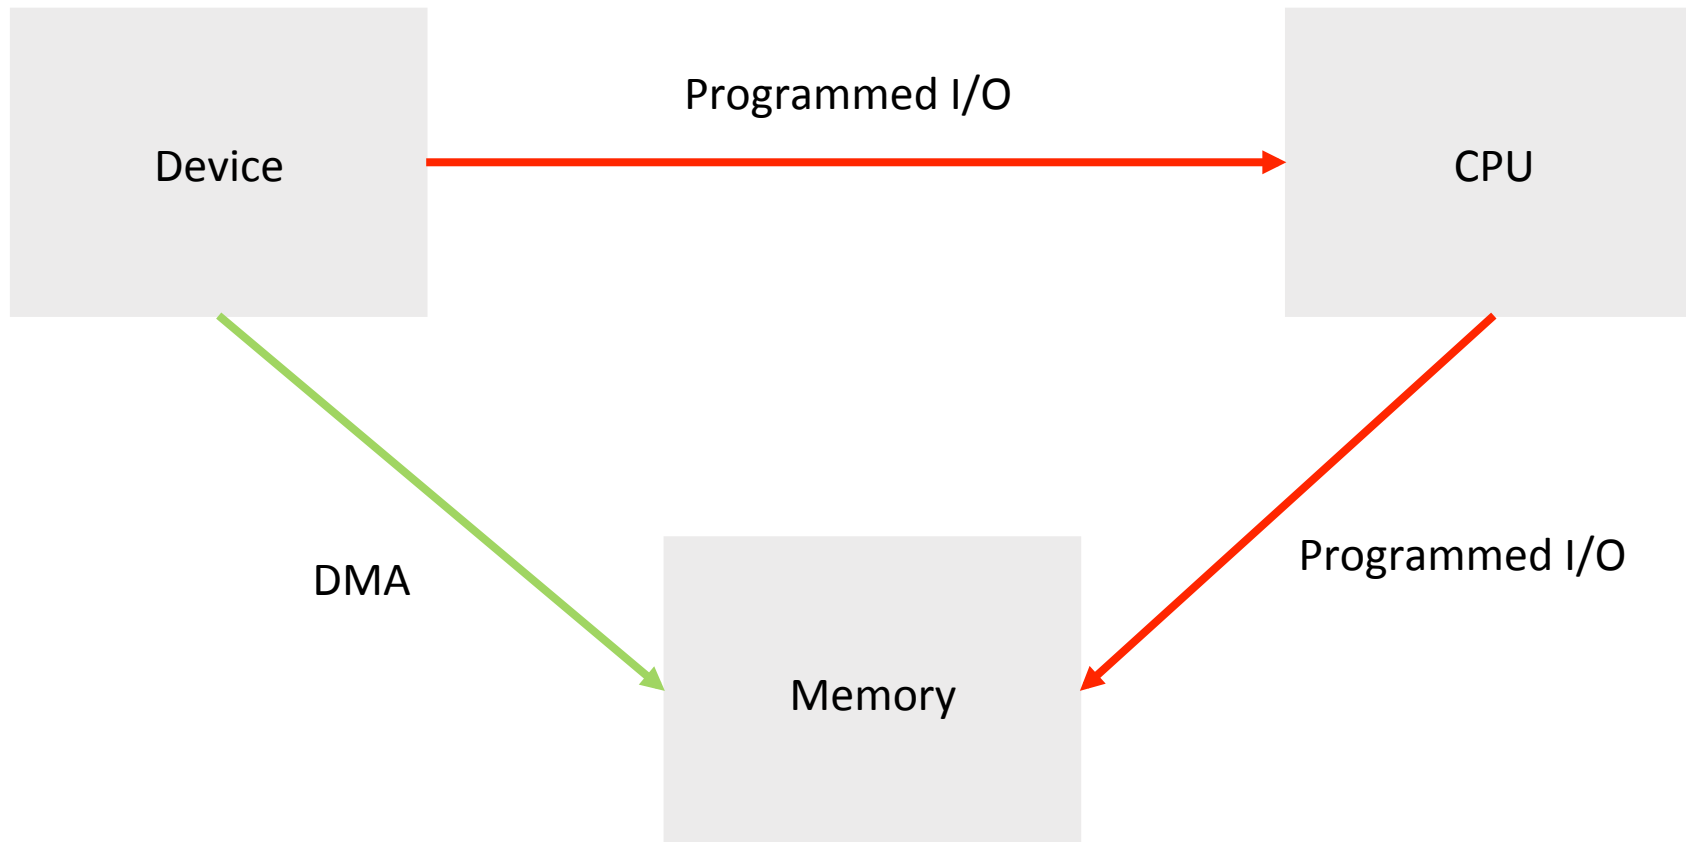 Programmed I/O
Device
CPU
Programmed I/O
DMA
Memory